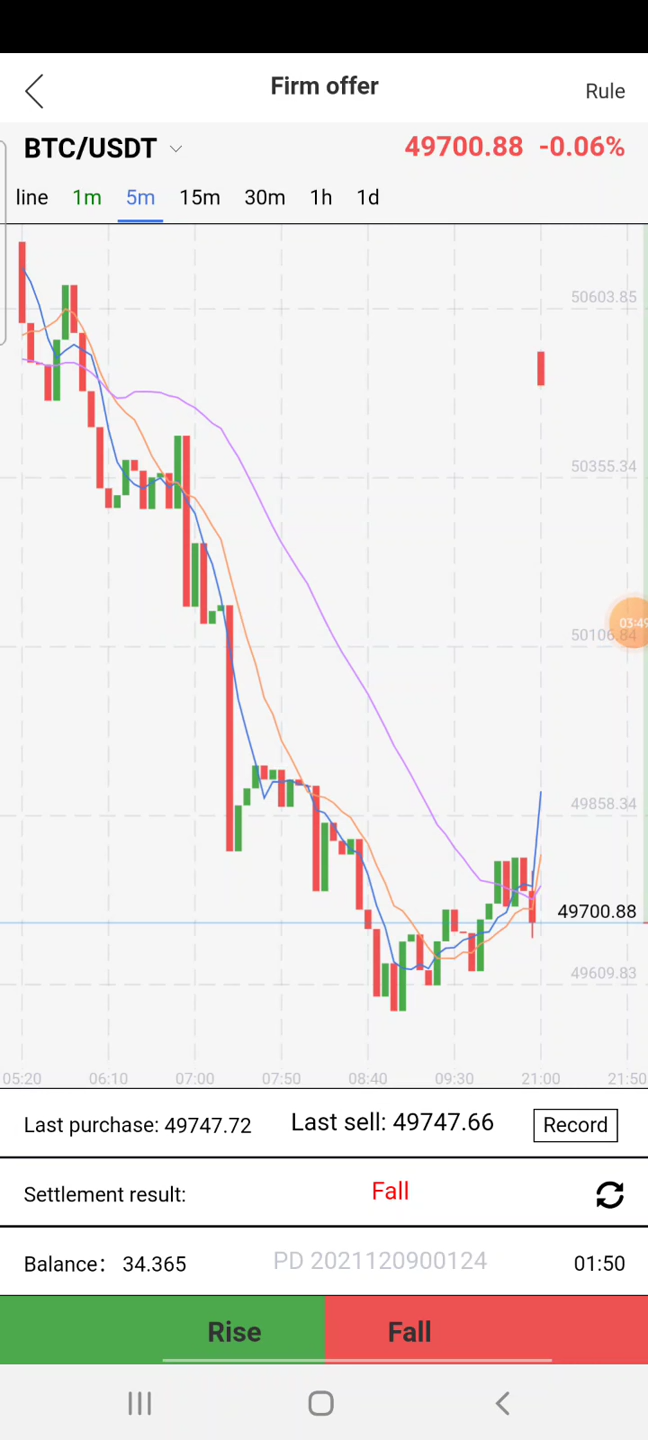 Firm offer
Rule
BTC/USDT
49700.88 -0.06%
line 1m 5m 15m 30m 1h 1d
50603.85
50355.34
03:49
50106.84
49858.34
49700.88
49609.83
05:20 06:10 07:00 07:50 08:40 09:30 21:00 21:50
Last purchase: 49747.72 Last sell: 49747.66 Record
Settlement result: Fall
Balance: 34.365 PD 2021120900124 01:50
Rise Fall